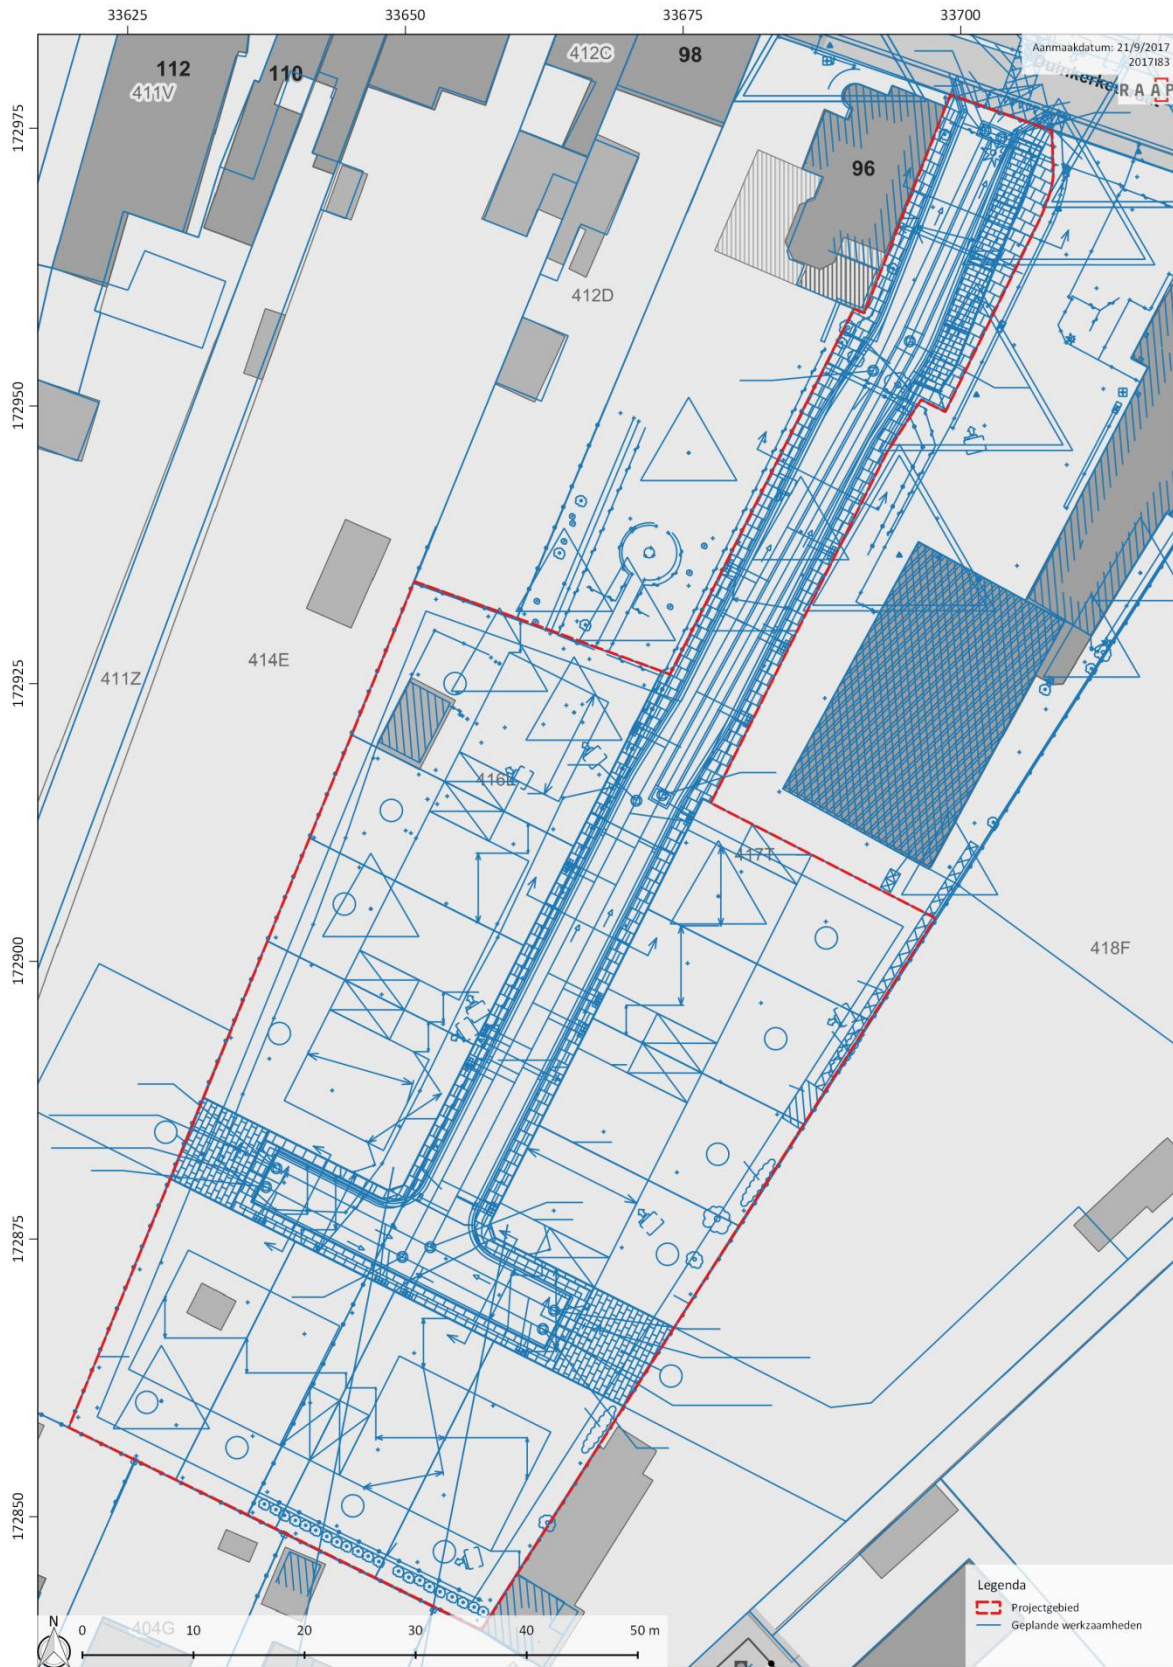 33625 33650 33675 33700
Aanmaakdatum: 21/9/2017
2017I83
RAAP
112
411V
110
412C
98
96
172975
412D
172950
172925
411Z
414E
416L
417T
172900
418F
172875
172850
404G
N
0 10 20 30 40 50 m
Legenda
Projectgebied
Geplande werkzaamheden